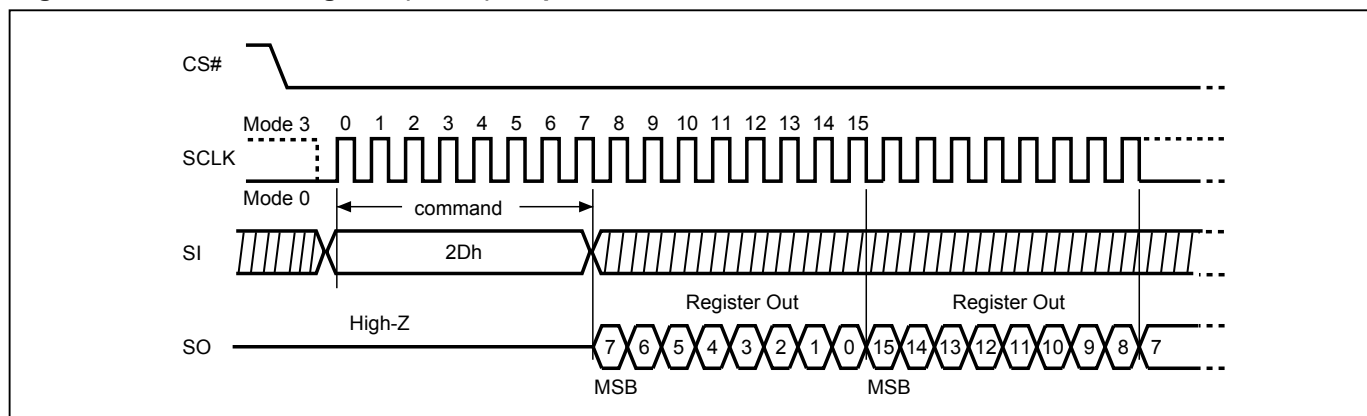 CS#
Mode 3 0 1 2 3 4 5 6 7 8 9 10 11 12 13 14 15
SCLK
Mode 0
command
SI 2Dh
Register Out Register Out
High-Z
SO 7 6 5 4 3 2 1 0 15 14 13 12 11 10 9 8 7
MSB MSB